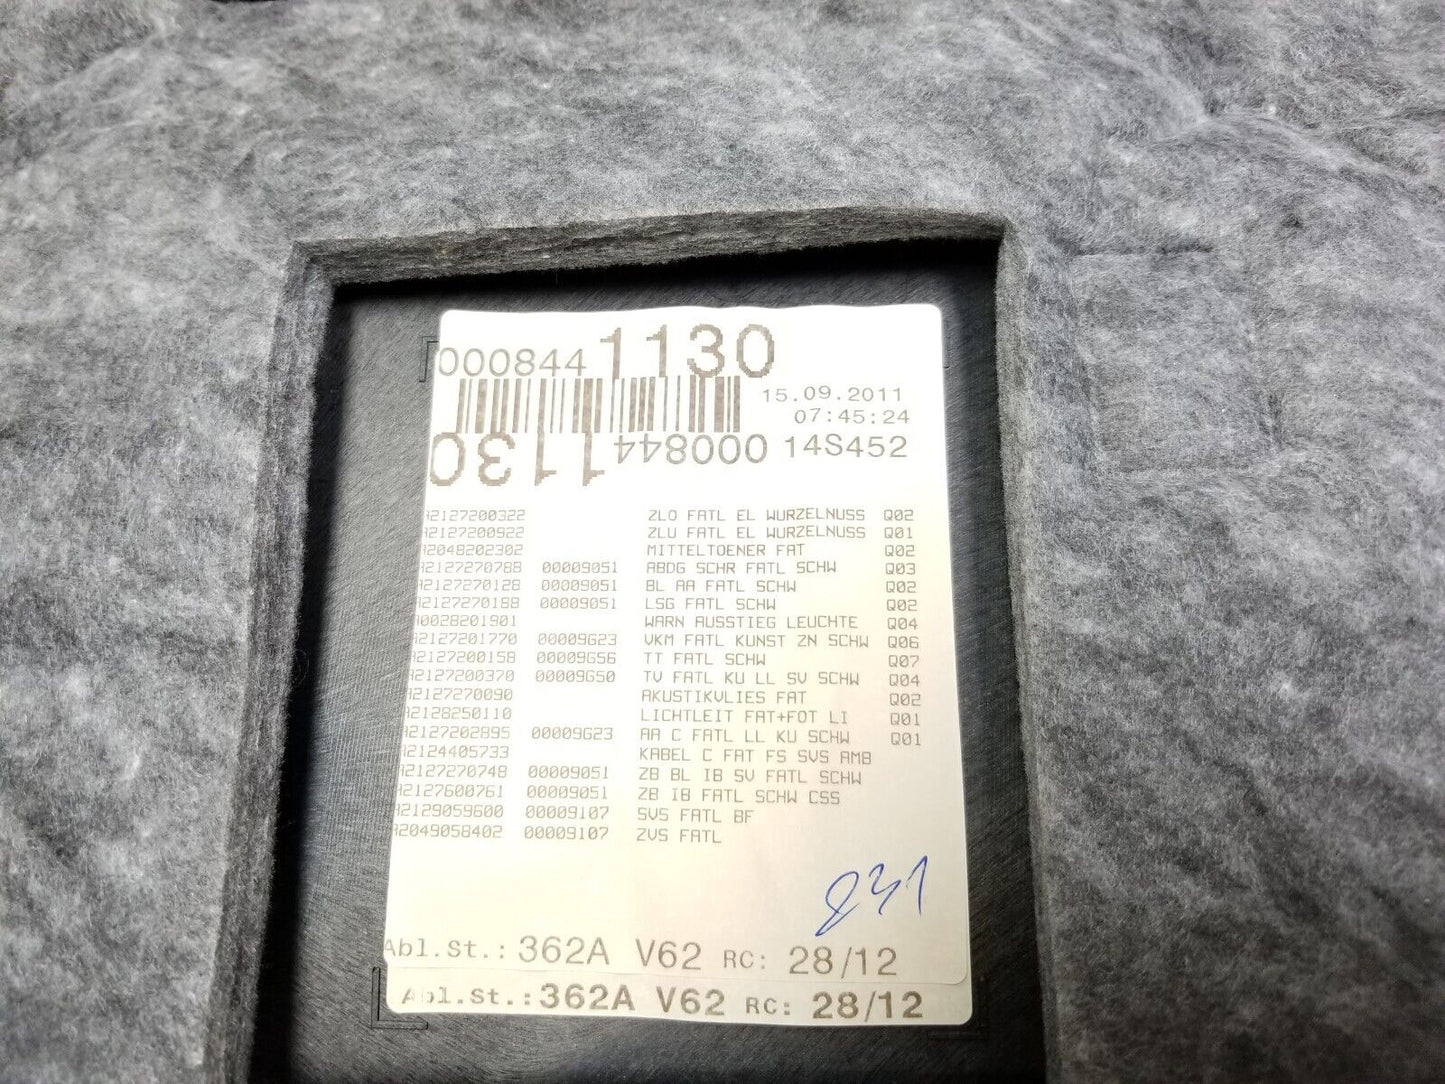 0008441130
15.09.2011
07:45:24
0008441130 14S452
A2127200322 ZLO FATL EL WURZELNUSS Q02
A2127200922 ZLU FATL EL WURZELNUSS Q01
A2048202302 MITTELTOENER FAT Q02
A2127270788 00009051 ABDG SCHR FATL SCHW Q03
A2127270128 00009051 BL AA FATL SCHW Q02
A2127270188 00009051 LSG FATL SCHW Q02
A0028201901 WARN AUSSTIEG LEUCHTE Q04
A2127201770 00009G23 VKM FATL KUNST ZN SCHW Q06
A2127200158 00009G56 TT FATL SCHW Q07
A2127200370 00009G50 TV FATL KU LL SV SCHW Q04
A2127270090 AKUSTIKVLIES FAT Q02
A2128250110 LICHTLEIT FAT+FOT LI Q01
A2127202895 00009G23 AA C FATL LL KU SCHW Q01
A2124405733 KABEL C FAT FS SVS AMB
A2127270748 00009051 ZB BL IB SV FATL SCHW
A2127600761 00009051 ZB IB FATL SCHW CSS
A2129059600 00009107 SVS FATL BF
A2049058402 00009107 ZVS FATL
831
Abl.St.: 362A V62 RC: 28/12
Abl.St.: 362A V62 RC: 28/12